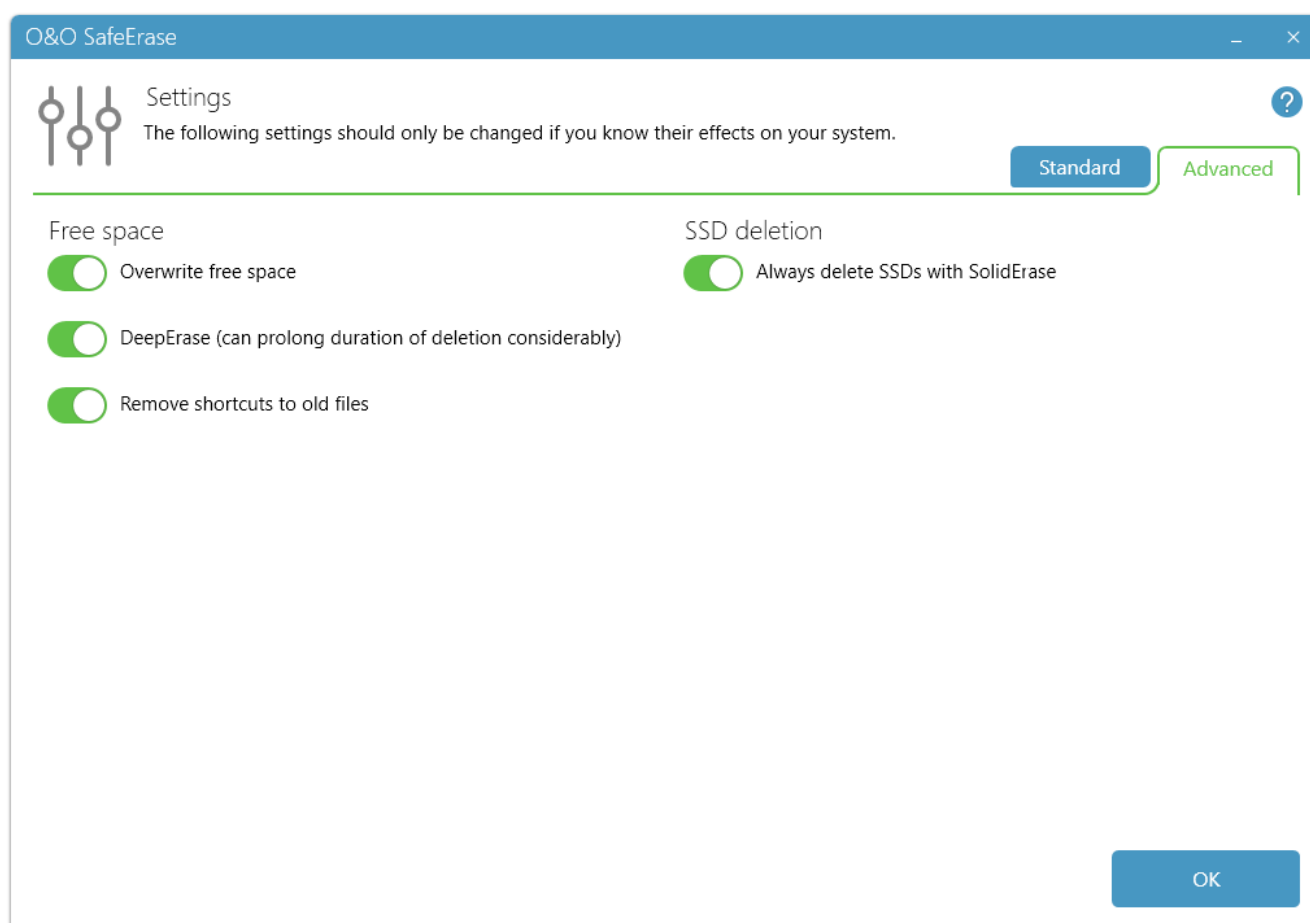 O&O SafeErase
Settings
The following settings should only be changed if you know their effects on your system.
Standard
Advanced
Free space
Overwrite free space
DeepErase (can prolong duration of deletion considerably)
Remove shortcuts to old files
SSD deletion
Always delete SSDs with SolidErase
OK